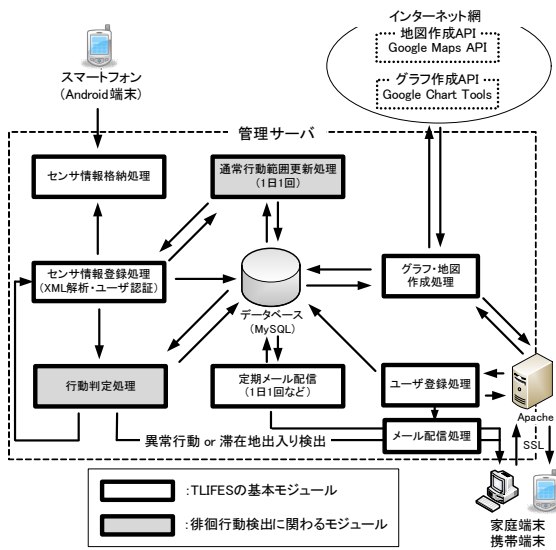 インターネット網
地図作成API
Google Maps API
グラフ作成API
Google Chart Tools
スマートフォン
(Android端末)
管理サーバ
センサ情報格納処理
通常行動範囲更新処理
(1日1回)
センサ情報登録処理
(XML解析・ユーザ認証)
データベース
(MySQL)
グラフ・地図
作成処理
行動判定処理
定期メール配信
(1日1回など)
ユーザ登録処理
Apache
メール配信処理
異常行動 or 滞在地出入り検出
SSL
:TLIFESの基本モジュール
:徘徊行動検出に関わるモジュール
家庭端末
携帯端末